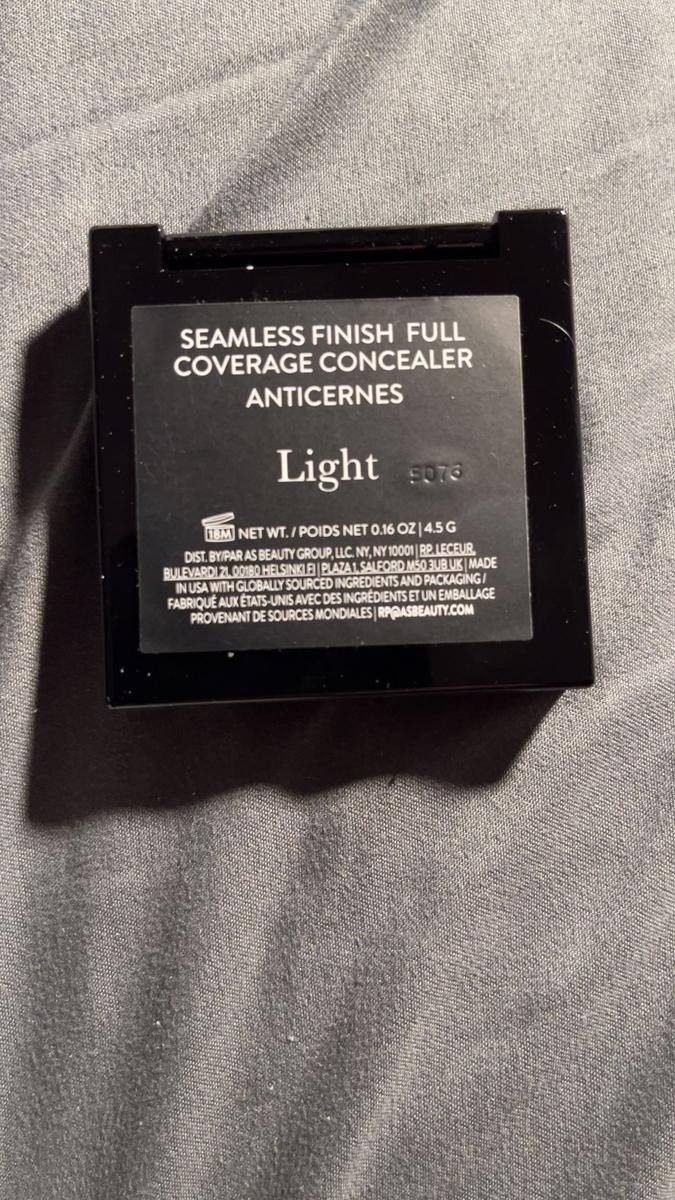 SEAMLESS FINISH FULL
COVERAGE CONCEALER
ANTICERNES
Light 5076
18M NET WT. / POIDS NET 0.16 OZ | 4.5 G
DIST. BY/PAR AS BEAUTY GROUP, LLC. NY, NY 10001 | RP LECEUR,
BULEVARDI 21, 00180 HELSINKI FI | PLAZA 1, SALFORD M50 3UB UK | MADE
IN USA WITH GLOBALLY SOURCED INGREDIENTS AND PACKAGING /
FABRIQUÉ AUX ÉTATS-UNIS AVEC DES INGRÉDIENTS ET UN EMBALLAGE
PROVENANT DE SOURCES MONDIALES | RP@ASBEAUTY.COM